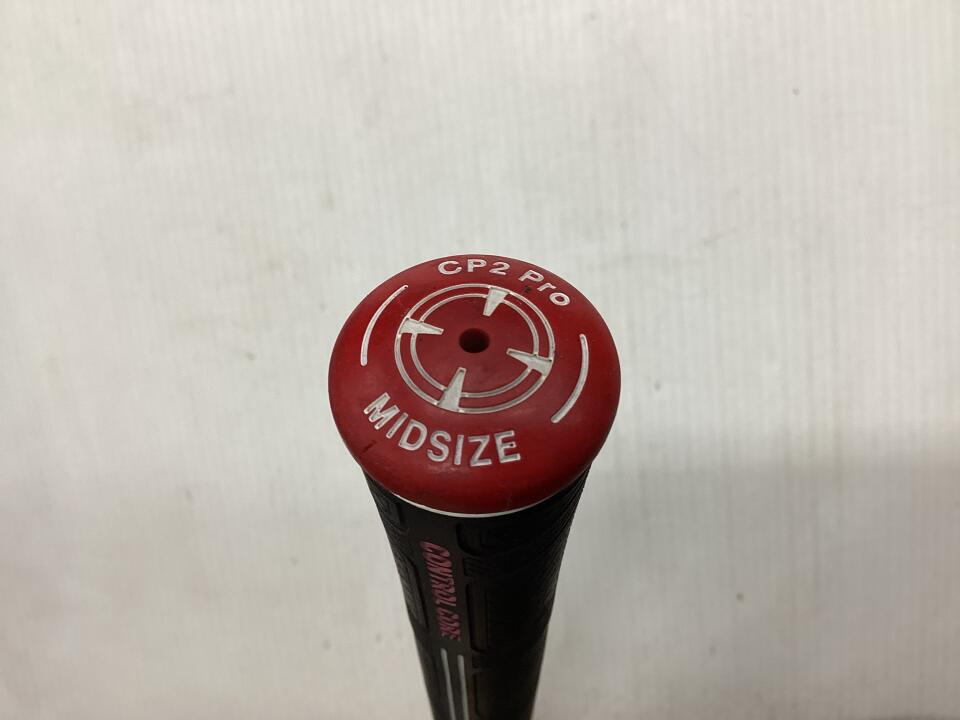 CP2 Pro
MIDSIZE
CONTROL CORE